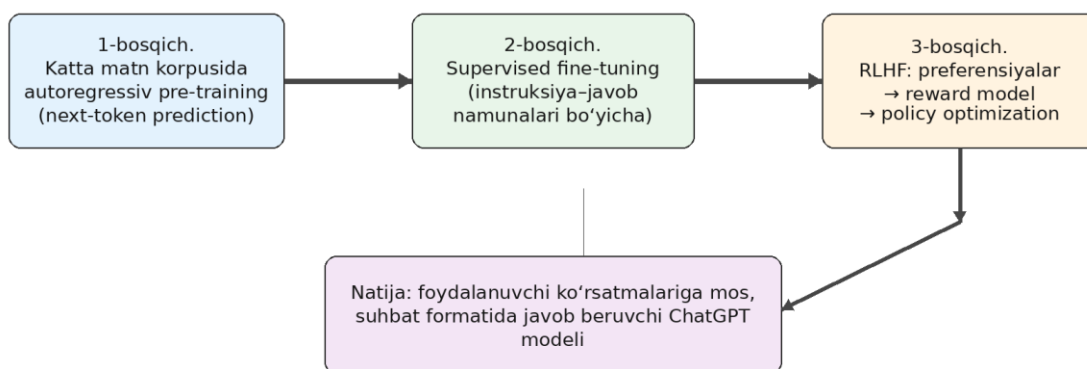 1-bosqich.
Katta matn korpusida
autoregressiv pre-training
(next-token prediction)
2-bosqich.
Supervised fine-tuning
(instruksiya–javob
namunalari bo‘yicha)
3-bosqich.
RLHF: preferensiyalar
→ reward model
→ policy optimization
Natija: foydalanuvchi ko‘rsatmalariga mos,
suhbat formatida javob beruvchi ChatGPT
modeli